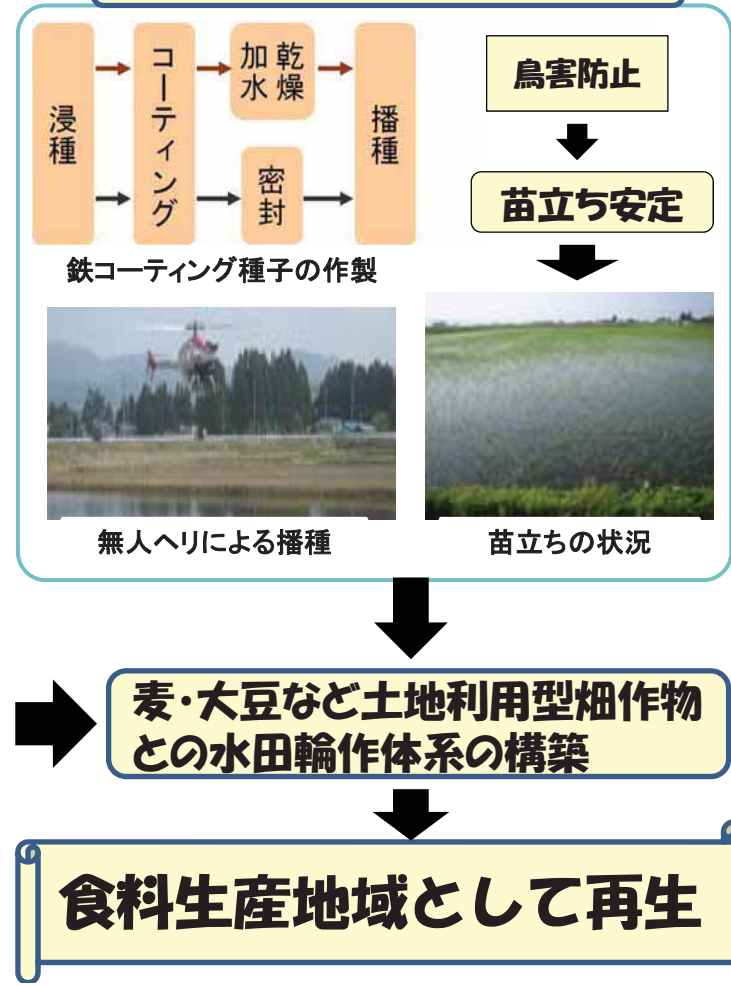 浸種
コーティング
加水
乾燥
密封
播種
鉄コーティング種子の作製
鳥害防止
苗立ち安定
無人ヘリによる播種
苗立ちの状況
麦・大豆など土地利用型畑作物
との水田輪作体系の構築
食料生産地域として再生